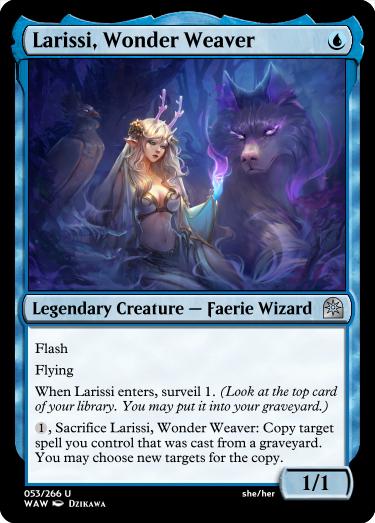 Larissi, Wonder Weaver
Legendary Creature — Faerie Wizard
Flash
Flying
When Larissi enters, surveil 1. (Look at the top card
of your library. You may put it into your graveyard.)
1, Sacrifice Larissi, Wonder Weaver: Copy target
spell you control that was cast from a graveyard.
You may choose new targets for the copy.
1/1
053/266 U
she/her
WAW DZIKAWA